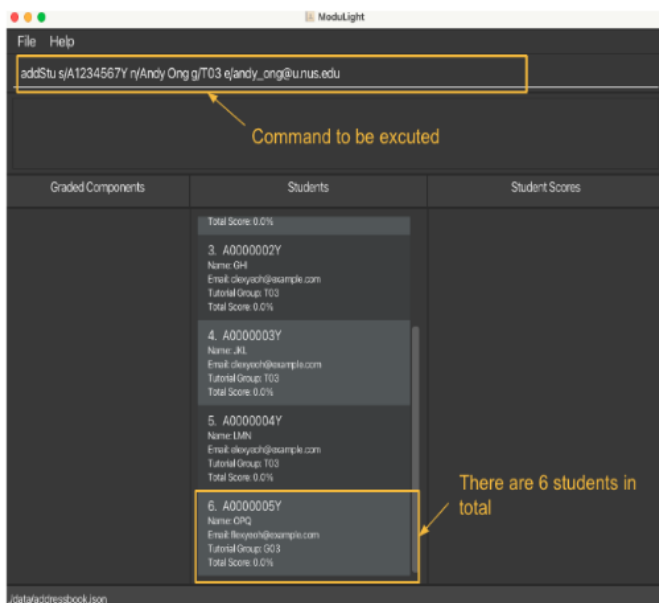 ModuLight
File Help
addStu s/A1234567Y n/Andy Ong g/T03 e/andy_ong@u.nus.edu
Command to be excuted
Graded Components Students Student Scores
Total Score: 0.0%
3. A0000002Y
Name: GHI
Email: clexyeoh@example.com
Tutorial Group: T03
Total Score: 0.0%
4. A0000003Y
Name: JKL
Email: dlexyeoh@example.com
Tutorial Group: T03
Total Score: 0.0%
5. A0000004Y
Name: LMN
Email: elexyeoh@example.com
Tutorial Group: T03
Total Score: 0.0%
There are 6 students in
total
6. A0000005Y
Name: OPQ
Email: flexyeoh@example.com
Tutorial Group: G03
Total Score: 0.0%
/data/addressbook.json